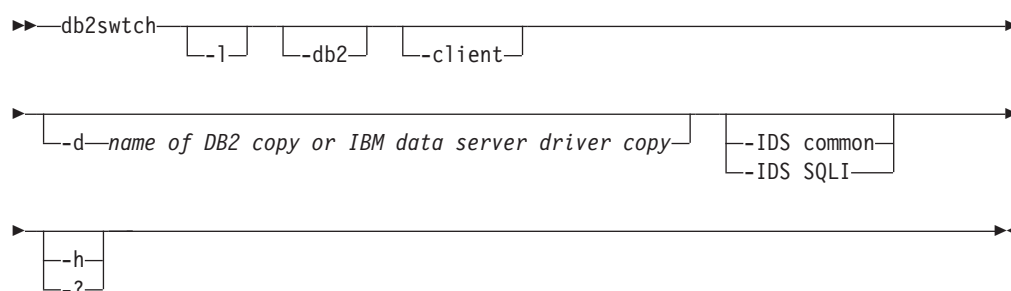 db2swtch
-l -db2 -client
-d name of DB2 copy or IBM data server driver copy -IDS common
-IDS SQLI
-h
-?